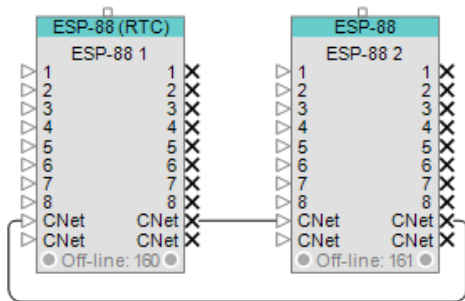 ESP-88 (RTC)
ESP-88 1
1 1
2 2
3 3
4 4
5 5
6 6
7 7
8 8
CNet CNet
CNet CNet
Off-line: 160
ESP-88
ESP-88 2
1 1
2 2
3 3
4 4
5 5
6 6
7 7
8 8
CNet CNet
CNet CNet
Off-line: 161